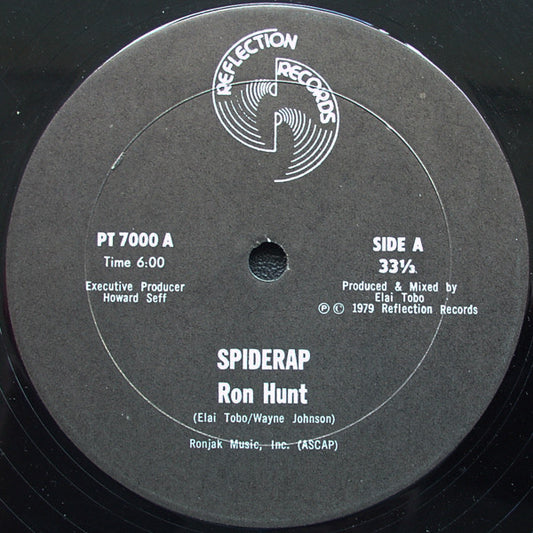 REFLECTION
RECORDS
PT 7000 A
Time 6:00
Executive Producer
Howard Seff
SIDE A
33⅓
Produced & Mixed by
Elai Tobo
℗ © 1979 Reflection Records
SPIDERAP
Ron Hunt
(Elai Tobo/Wayne Johnson)
Ronjak Music, Inc. (ASCAP)